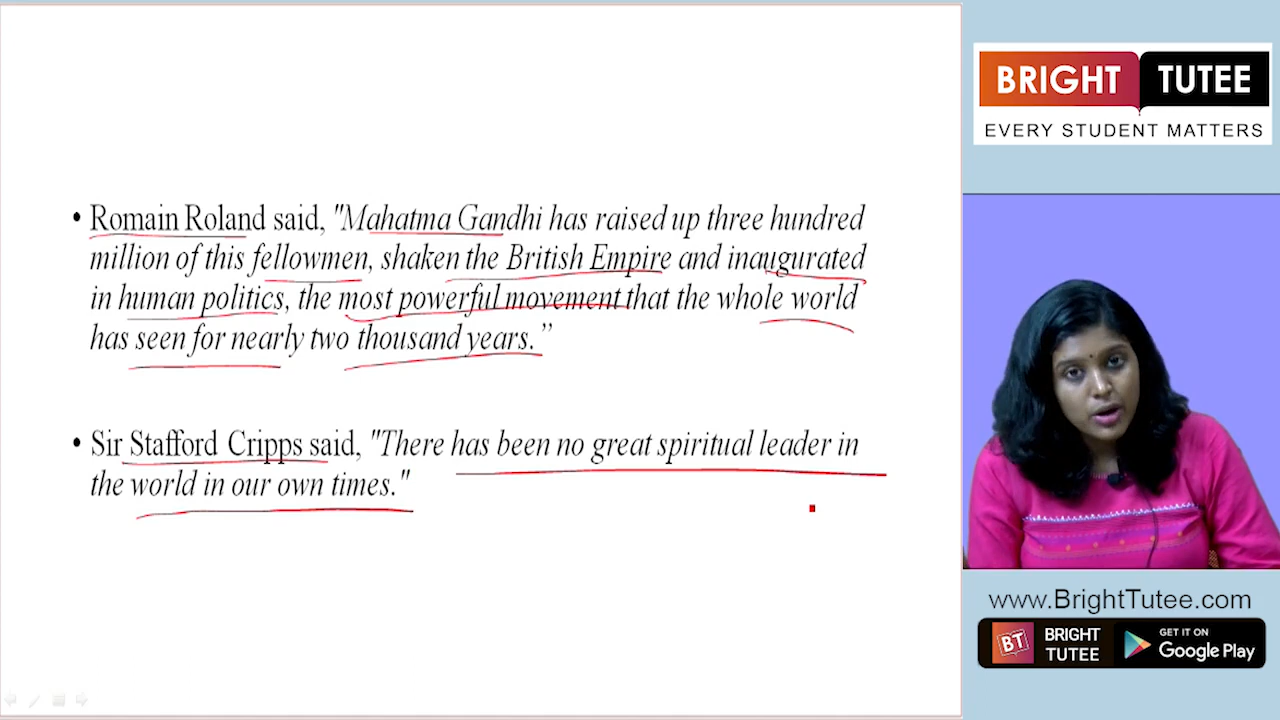 • Romain Roland said, "Mahatma Gandhi has raised up three hundred
million of this fellowmen, shaken the British Empire and inaugurated
in human politics, the most powerful movement that the whole world
has seen for nearly two thousand years.”
• Sir Stafford Cripps said, "There has been no great spiritual leader in
the world in our own times."
BRIGHT TUTEE
EVERY STUDENT MATTERS
www.BrightTutee.com
BT
BRIGHT
TUTEE
GET IT ON
Google Play